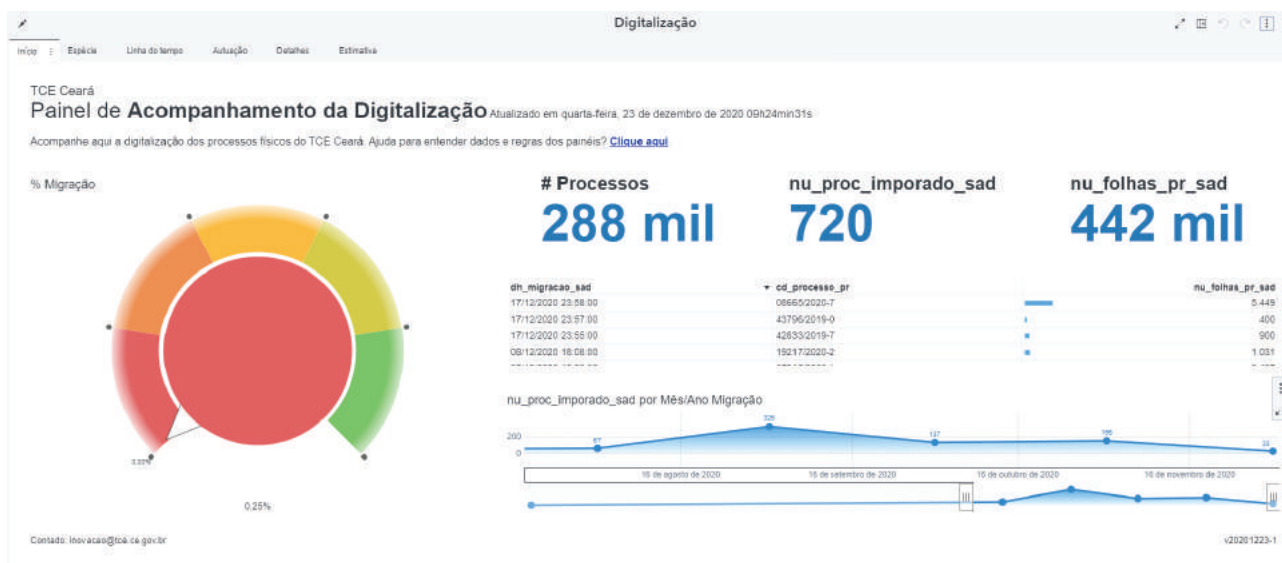 Digitalização
Início Espécie Linha do tempo Autuação Detalhes Estimativa
TCE Ceará
Painel de Acompanhamento da Digitalização Atualizado em quarta-feira, 23 de dezembro de 2020 09h24min31s
Acompanhe aqui a digitalização dos processos físicos do TCE Ceará. Ajuda para entender dados e regras dos painéis? Clique aqui
% Migração
# Processos nu_proc_imporado_sad nu_folhas_pr_sad
288 mil 720 442 mil
dh_migracao_sad cd_processo_pr nu_folhas_pr_sad
17/12/2020 23:58:00 08665/2020-7 5.449
17/12/2020 23:57:00 43796/2019-0 400
17/12/2020 23:55:00 42833/2019-7 900
08/12/2020 18:08:00 19217/2020-2 1.031
nu_proc_imporado_sad por Mês/Ano Migração
200
0
67 326 137
16 de agosto de 2020 16 de setembro de 2020 16 de outubro de 2020 16 de novembro de 2020
0.25%
Contado: inovacao@tce.ce.gov.br
v20201223-1